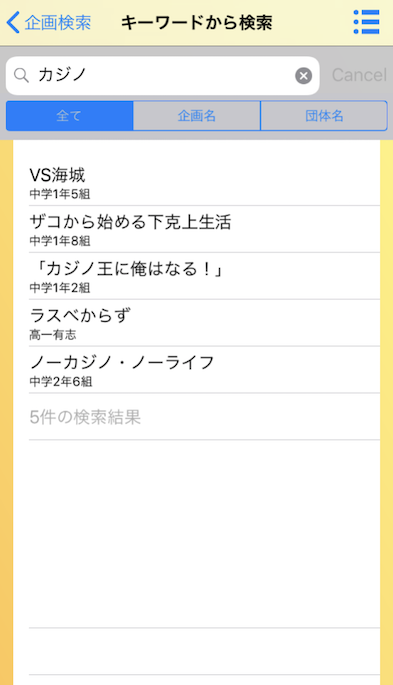 企画検索
キーワードから検索
カジノ
Cancel
全て
企画名
団体名
VS海城
中学1年5組
ザコから始める下克上生活
中学1年8組
「カジノ王に俺はなる！」
中学1年2組
ラスベからず
高一有志
ノーカジノ・ノーライフ
中学2年6組
5件の検索結果